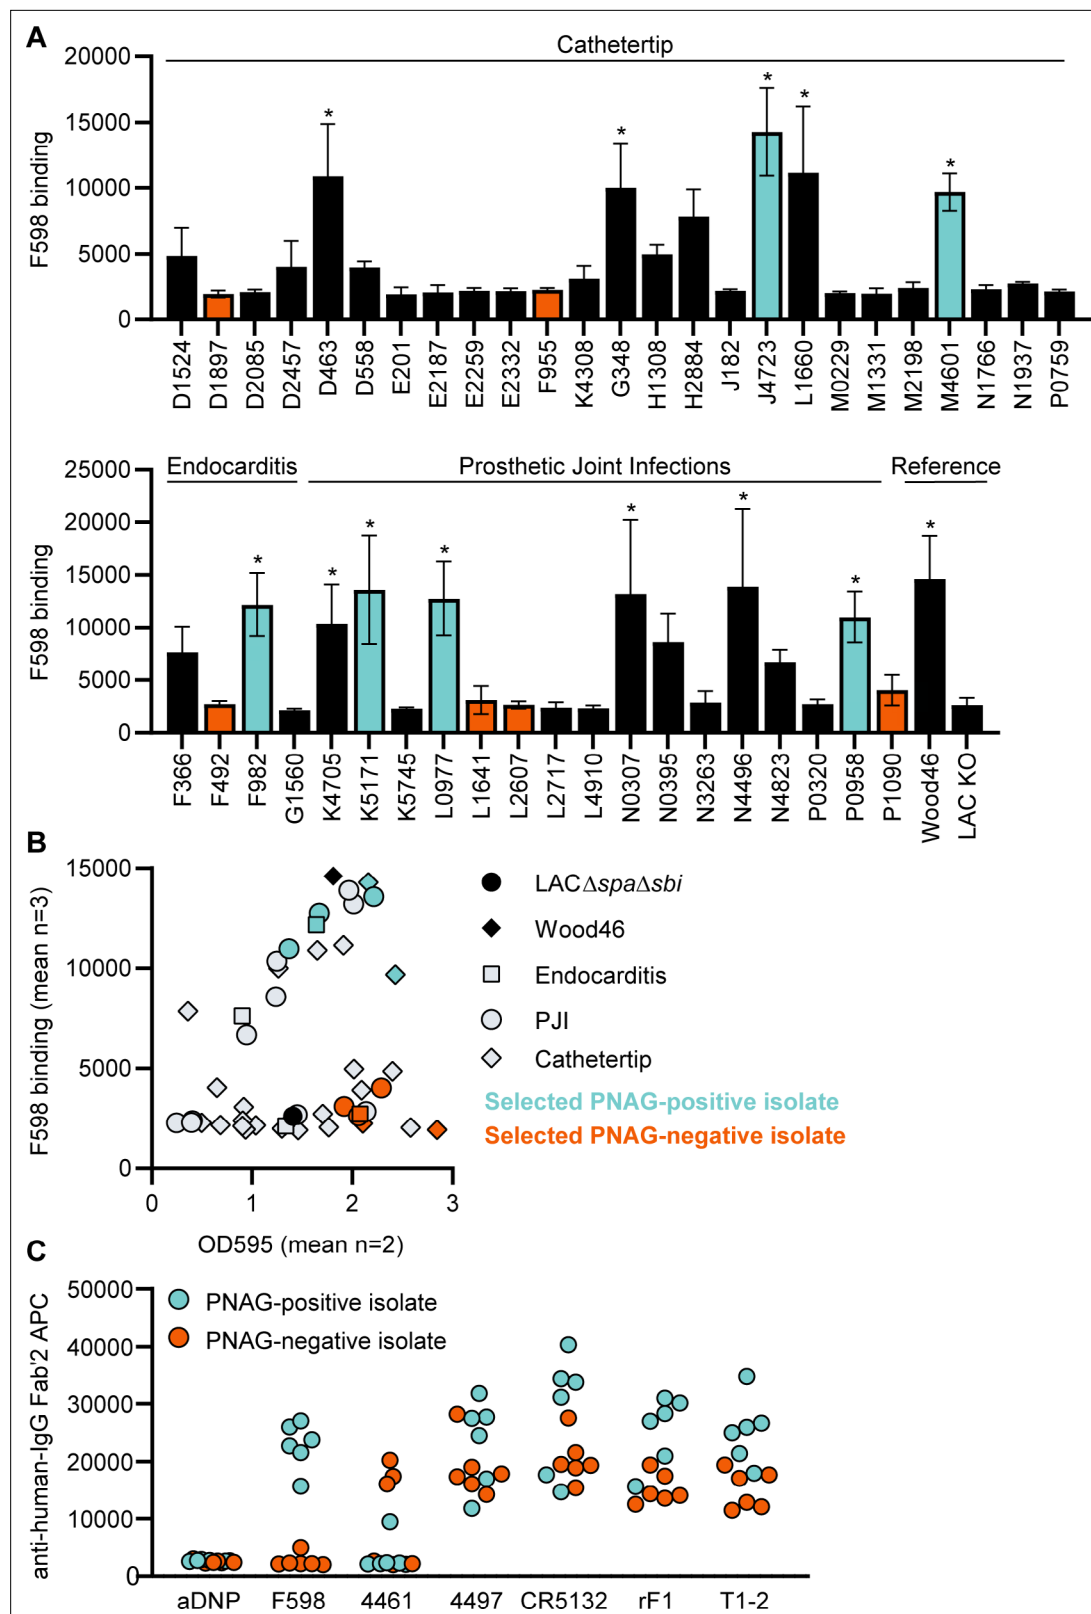 A
Cathetertip
F598 binding
20000
15000
10000
5000
0
* * * * *
D1524 D1897 D2085 D2457 D463 D558 E201 E2187 E2259 E2332 F955 K4308 G348 H1308 H2884 J182 J4723 L1660 M0229 M1331 M2198 M4601 N1766 N1937 P0759
Endocarditis Prosthetic Joint Infections Reference
F598 binding
25000
20000
15000
10000
5000
0
* * * * * * * *
F366 F492 F982 G1560 K4705 K5171 K5745 L0977 L1641 L2607 L2717 L4910 N0307 N0395 N3263 N4496 N4823 P0320 P0958 P1090 Wood46 LAC KO
B
F598 binding (mean n=3)
15000
10000
5000
0
0 1 2 3
OD595 (mean n=2)
LACΔspaΔsbi
Wood46
Endocarditis
PJI
Cathetertip
Selected PNAG-positive isolate
Selected PNAG-negative isolate
C
anti-human-IgG Fab'2 APC
50000
40000
30000
20000
10000
0
PNAG-positive isolate
PNAG-negative isolate
aDNP F598 4461 4497 CR5132 rF1 T1-2